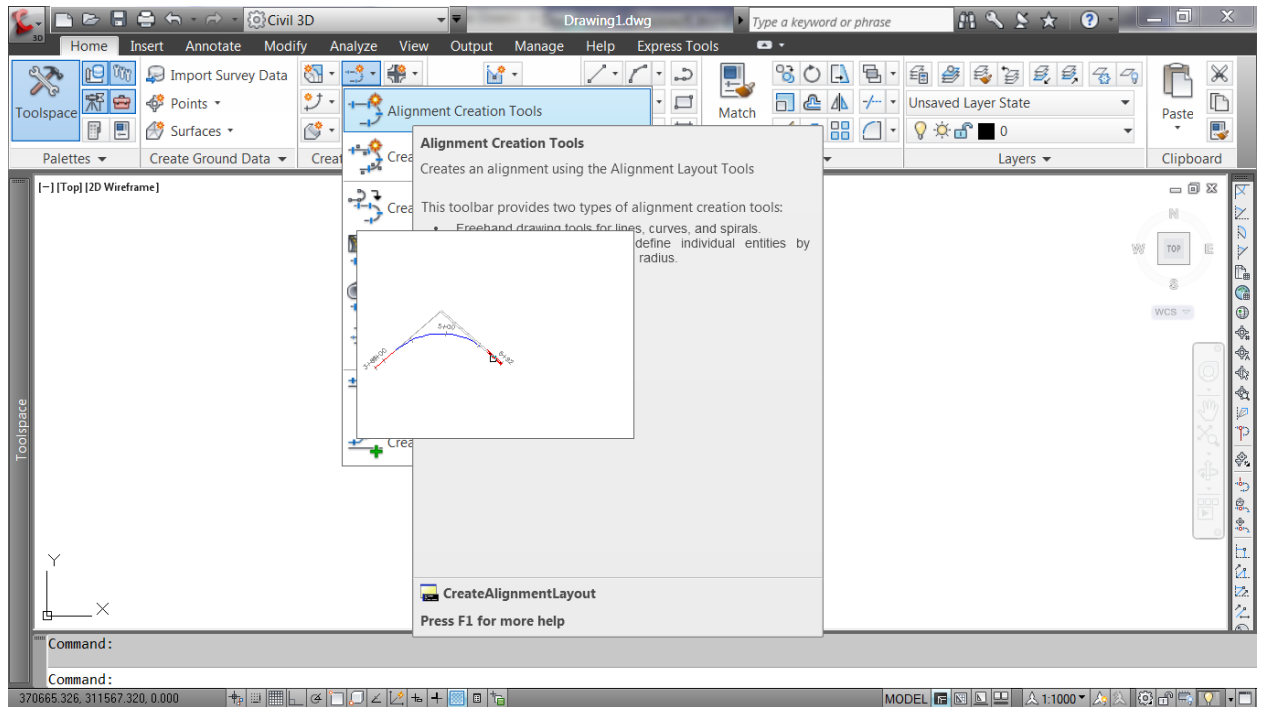 3D
Civil 3D
Drawing1.dwg
Type a keyword or phrase
Home Insert Annotate Modify Analyze View Output Manage Help Express Tools
Toolspace
Import Survey Data
Points
Surfaces
Match
Unsaved Layer State
0
Paste
Palettes
Create Ground Data
Creat
Layers
Clipboard
Alignment Creation Tools
Crea
Crea
Crea
Alignment Creation Tools
Creates an alignment using the Alignment Layout Tools
This toolbar provides two types of alignment creation tools:
• Freehand drawing tools for lines, curves, and spirals.
define individual entities by
radius.
5+00
[−] [Top] [2D Wireframe]
N
W TOP E
S
WCS
Toolspace
Y
X
CreateAlignmentLayout
Press F1 for more help
Command:
Command:
370665.326, 311567.320, 0.000
MODEL
1:1000